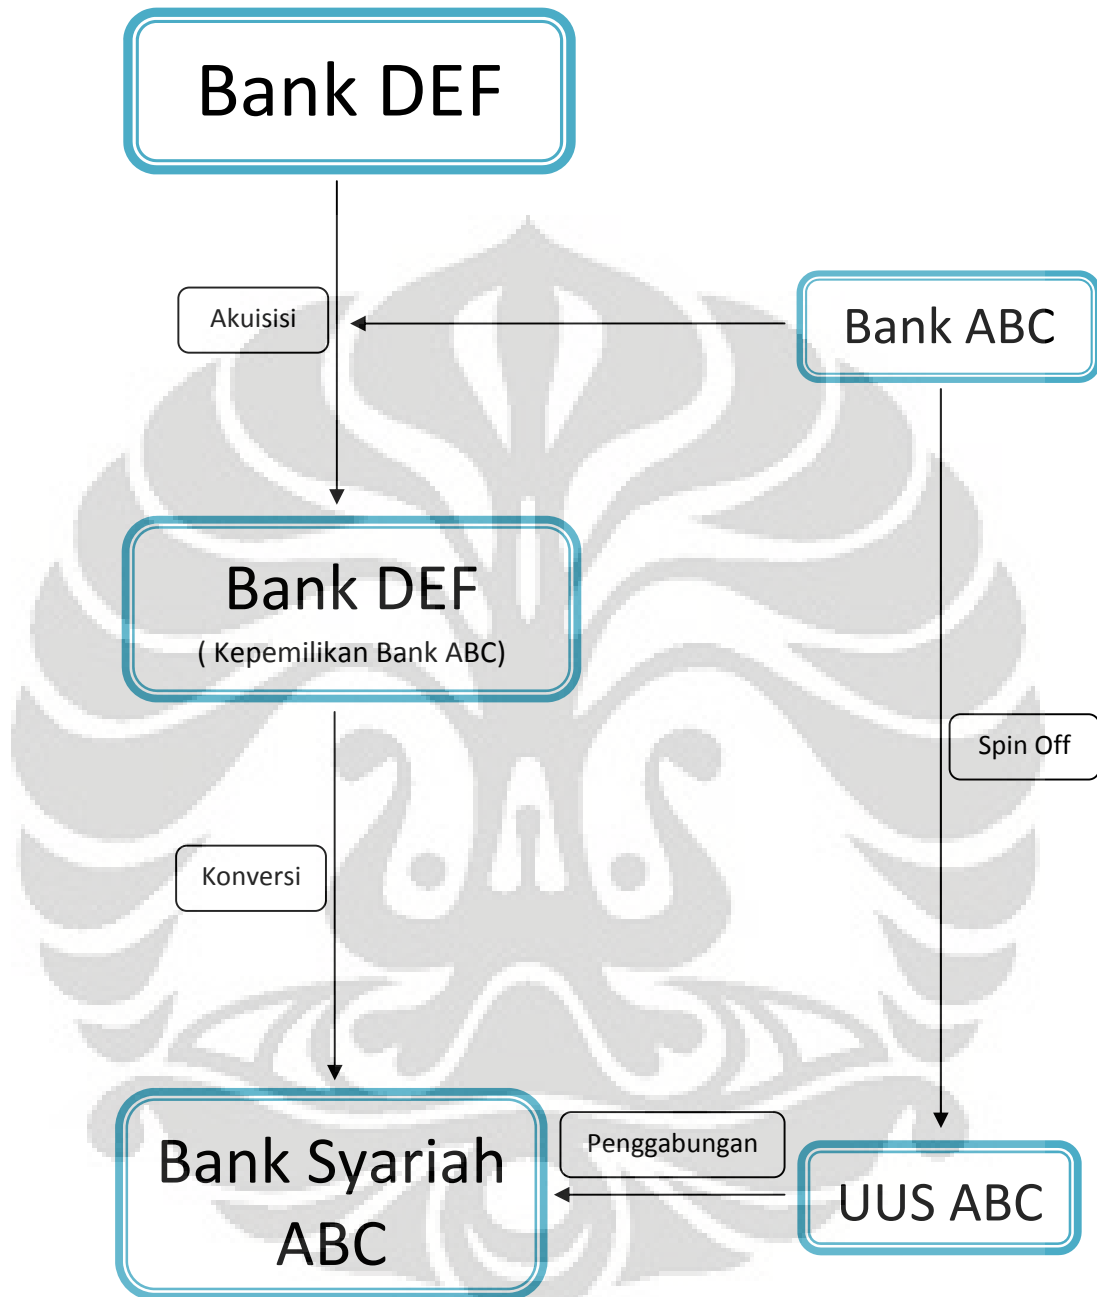 Bank DEF
Akuisisi
Bank ABC
Bank DEF
( Kepemilikan Bank ABC)
Spin Off
Konversi
Penggabungan
Bank Syariah
ABC
UUS ABC